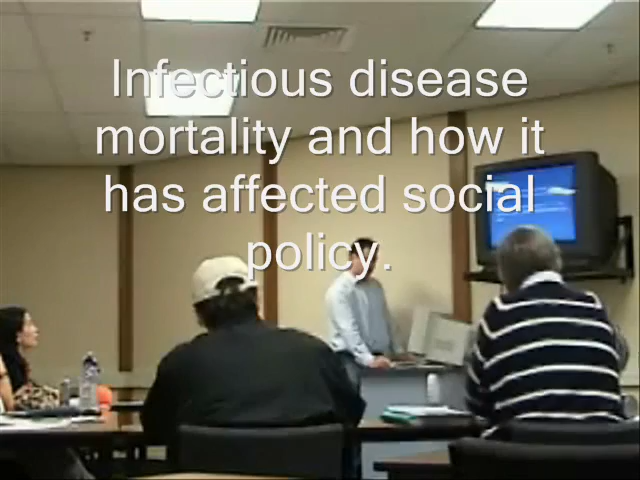 Infectious disease
mortality and how it
has affected social
policy.